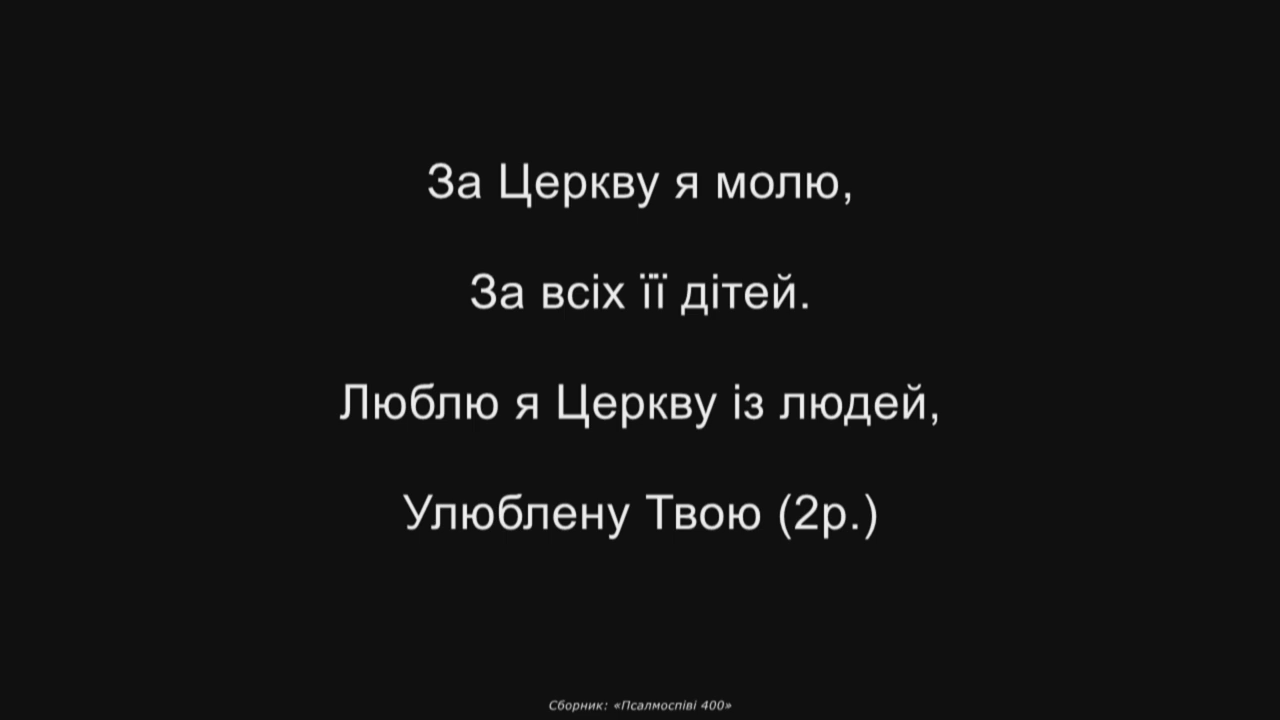 За Церкву я молю,
За всіх її дітей.
Люблю я Церкву із людей,
Улюблену Твою (2р.)
Сборник: «Псалмоспіві 400»